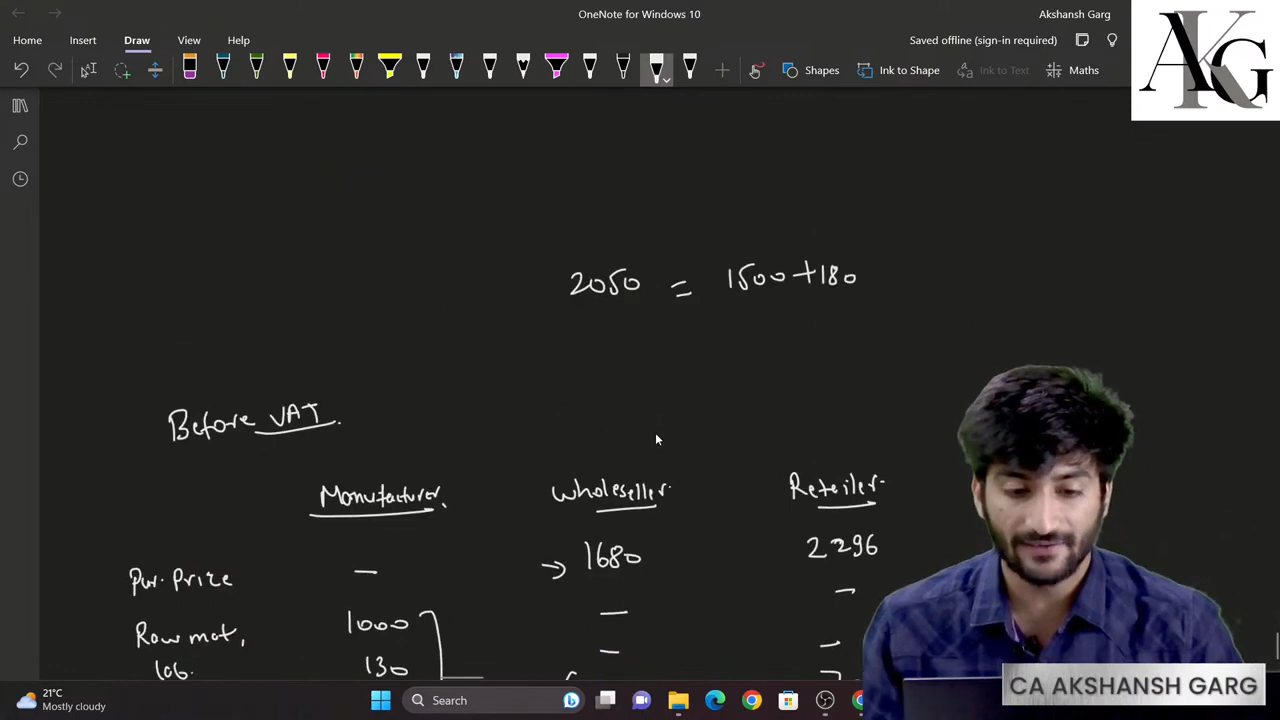 OneNote for Windows 10
Akshansh Garg
Home Insert Draw View Help
Saved offline (sign-in required)
Shapes Ink to Shape Ink to Text Maths
AKG
2050 = 1500+180
Before VAT.
Manufacturer. Wholeseller. Retailer.
Pur. Price — → 1680 2296
Raw mat. 1000 — —
lab. 130 — —
CA AKSHANSH GARG
21°C
Mostly cloudy
Search